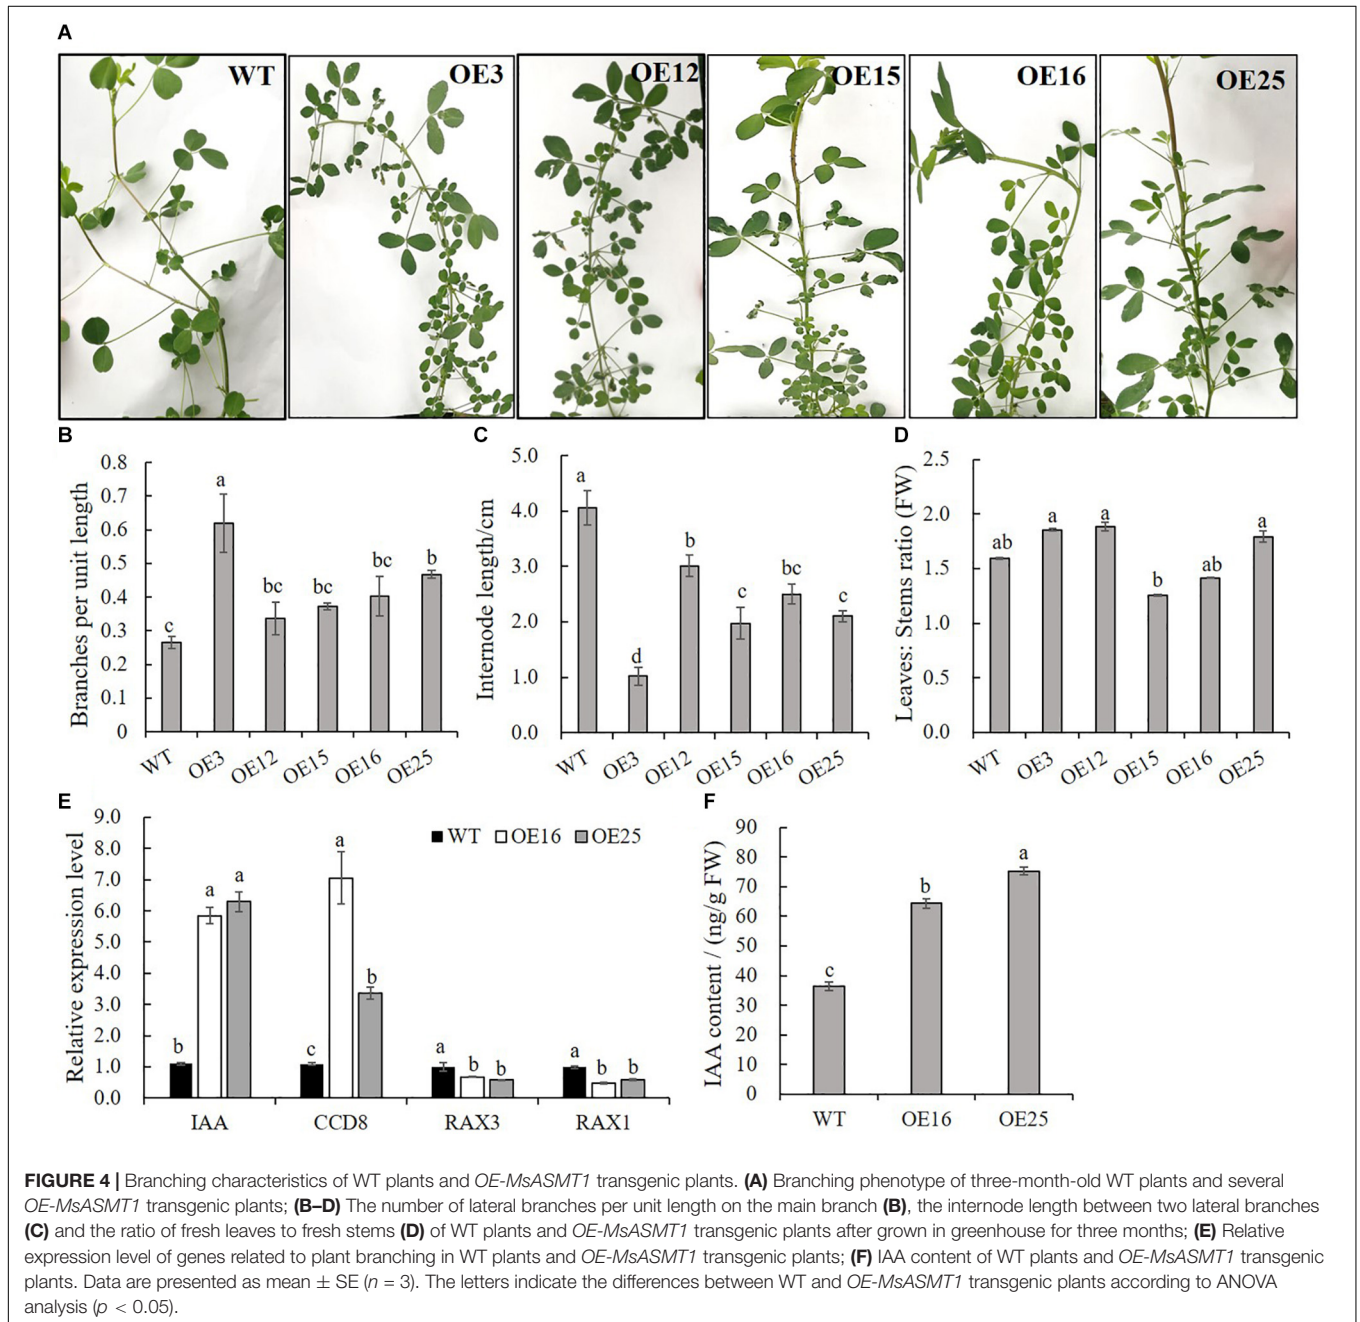 A
WT
OE3
OE12
OE15
OE16
OE25
B
Branches per unit length
0.8
0.7
0.6
0.5
0.4
0.3
0.2
0.1
0
c
a
bc
bc
bc
b
WT
OE3
OE12
OE15
OE16
OE25
C
Internode length/cm
5.0
4.0
3.0
2.0
1.0
0.0
a
d
b
c
bc
c
WT
OE3
OE12
OE15
OE16
OE25
D
Leaves: Stems ratio (FW)
2.5
2.0
1.5
1.0
0.5
0.0
ab
a
a
b
ab
a
WT
OE3
OE12
OE15
OE16
OE25
E
Relative expression level
9.0
8.0
7.0
6.0
5.0
4.0
3.0
2.0
1.0
0.0
WT OE16 OE25
b
a
a
c
a
b
a
b
b
a
b
b
IAA
CCD8
RAX3
RAX1
F
IAA content / (ng/g FW)
90
80
70
60
50
40
30
20
10
0
c
b
a
WT
OE16
OE25
FIGURE 4 | Branching characteristics of WT plants and OE-MsASMT1 transgenic plants. (A) Branching phenotype of three-month-old WT plants and several
OE-MsASMT1 transgenic plants; (B–D) The number of lateral branches per unit length on the main branch (B), the internode length between two lateral branches
(C) and the ratio of fresh leaves to fresh stems (D) of WT plants and OE-MsASMT1 transgenic plants after grown in greenhouse for three months; (E) Relative
expression level of genes related to plant branching in WT plants and OE-MsASMT1 transgenic plants; (F) IAA content of WT plants and OE-MsASMT1 transgenic
plants. Data are presented as mean ± SE (n = 3). The letters indicate the differences between WT and OE-MsASMT1 transgenic plants according to ANOVA
analysis (p < 0.05).